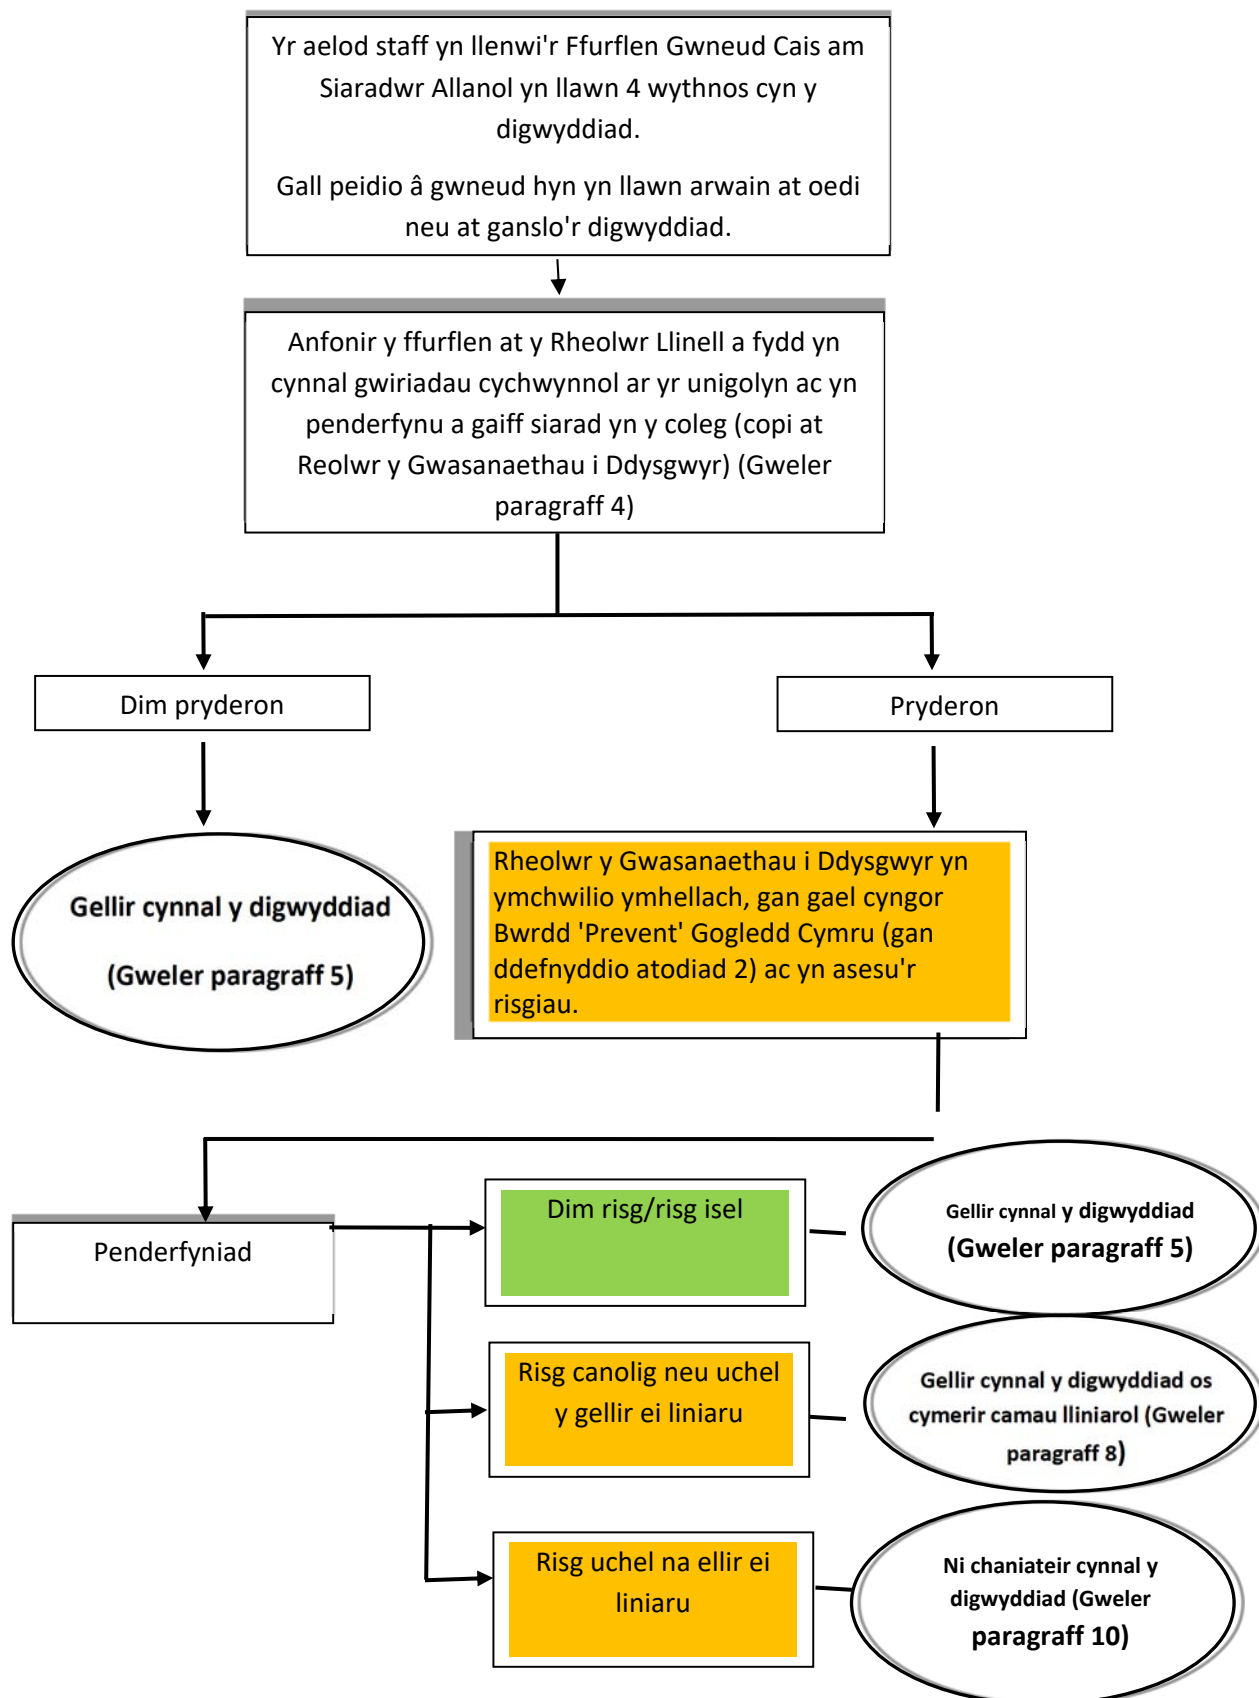 Yr aelod staff yn llenwi'r Ffurflen Gwneud Cais am
Siaradwr Allanol yn llawn 4 wythnos cyn y
digwyddiad.
Gall peidio â gwneud hyn yn llawn arwain at oedi
neu at ganslo'r digwyddiad.
Anfonir y ffurflen at y Rheolwr Llinell a fydd yn
cynnal gwiriadau cychwynnol ar yr unigolyn ac yn
penderfynu a gaiff siarad yn y coleg (copi at
Reolwr y Gwasanaethau i Ddysgwyr) (Gweler
paragraff 4)
Dim pryderon
Pryderon
Gellir cynnal y digwyddiad
(Gweler paragraff 5)
Rheolwr y Gwasanaethau i Ddysgwyr yn
ymchwilio ymhellach, gan gael cyngor
Bwrdd 'Prevent' Gogledd Cymru (gan
ddefnyddio atodiad 2) ac yn asesu'r
risgiau.
Penderfyniad
Dim risg/risg isel
Gellir cynnal y digwyddiad
(Gweler paragraff 5)
Risg canolig neu uchel
y gellir ei liniaru
Gellir cynnal y digwyddiad os
cymerir camau lliniarol (Gweler
paragraff 8)
Risg uchel na ellir ei
liniaru
Ni chaniateir cynnal y
digwyddiad (Gweler
paragraff 10)